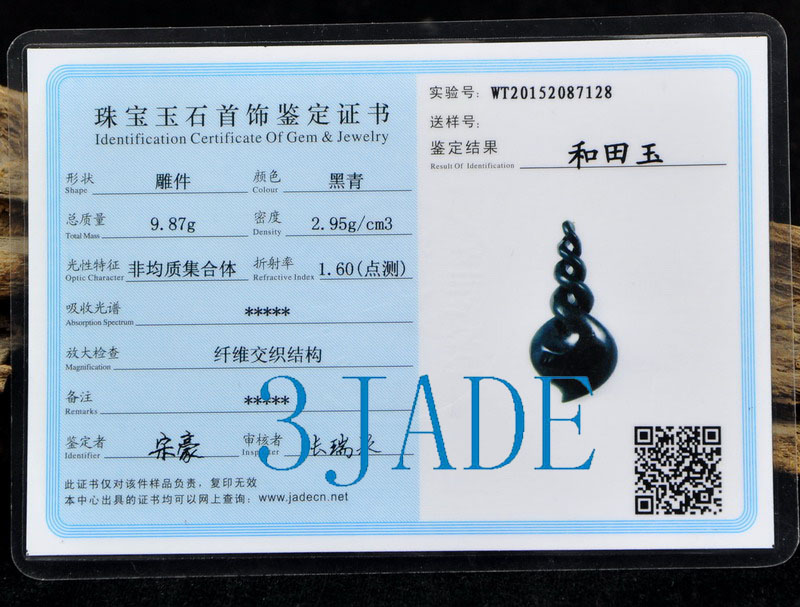 珠宝玉石首饰鉴定证书
Identification Certificate Of Gem & Jewelry
形状 雕件 颜色 黑青
Shape Colour
总质量 9.87g 密度 2.95g/cm3
Total Mass Density
光性特征 非均质集合体 折射率 1.60(点测)
Optic Character Refractive Index
吸收光谱 *****
Absorption Spectrum
放大检查 纤维交织结构
Magnification
备注 *****
Remarks
鉴定者 宋豪 审核者
Identifier
此证书仅对该件样品负责，复印无效
本中心出具的证书均可以网上查询：www.jadecn.net
实验号：WT20152087128
送样号：
鉴定结果 和田玉
Result Of Identification
3JADE